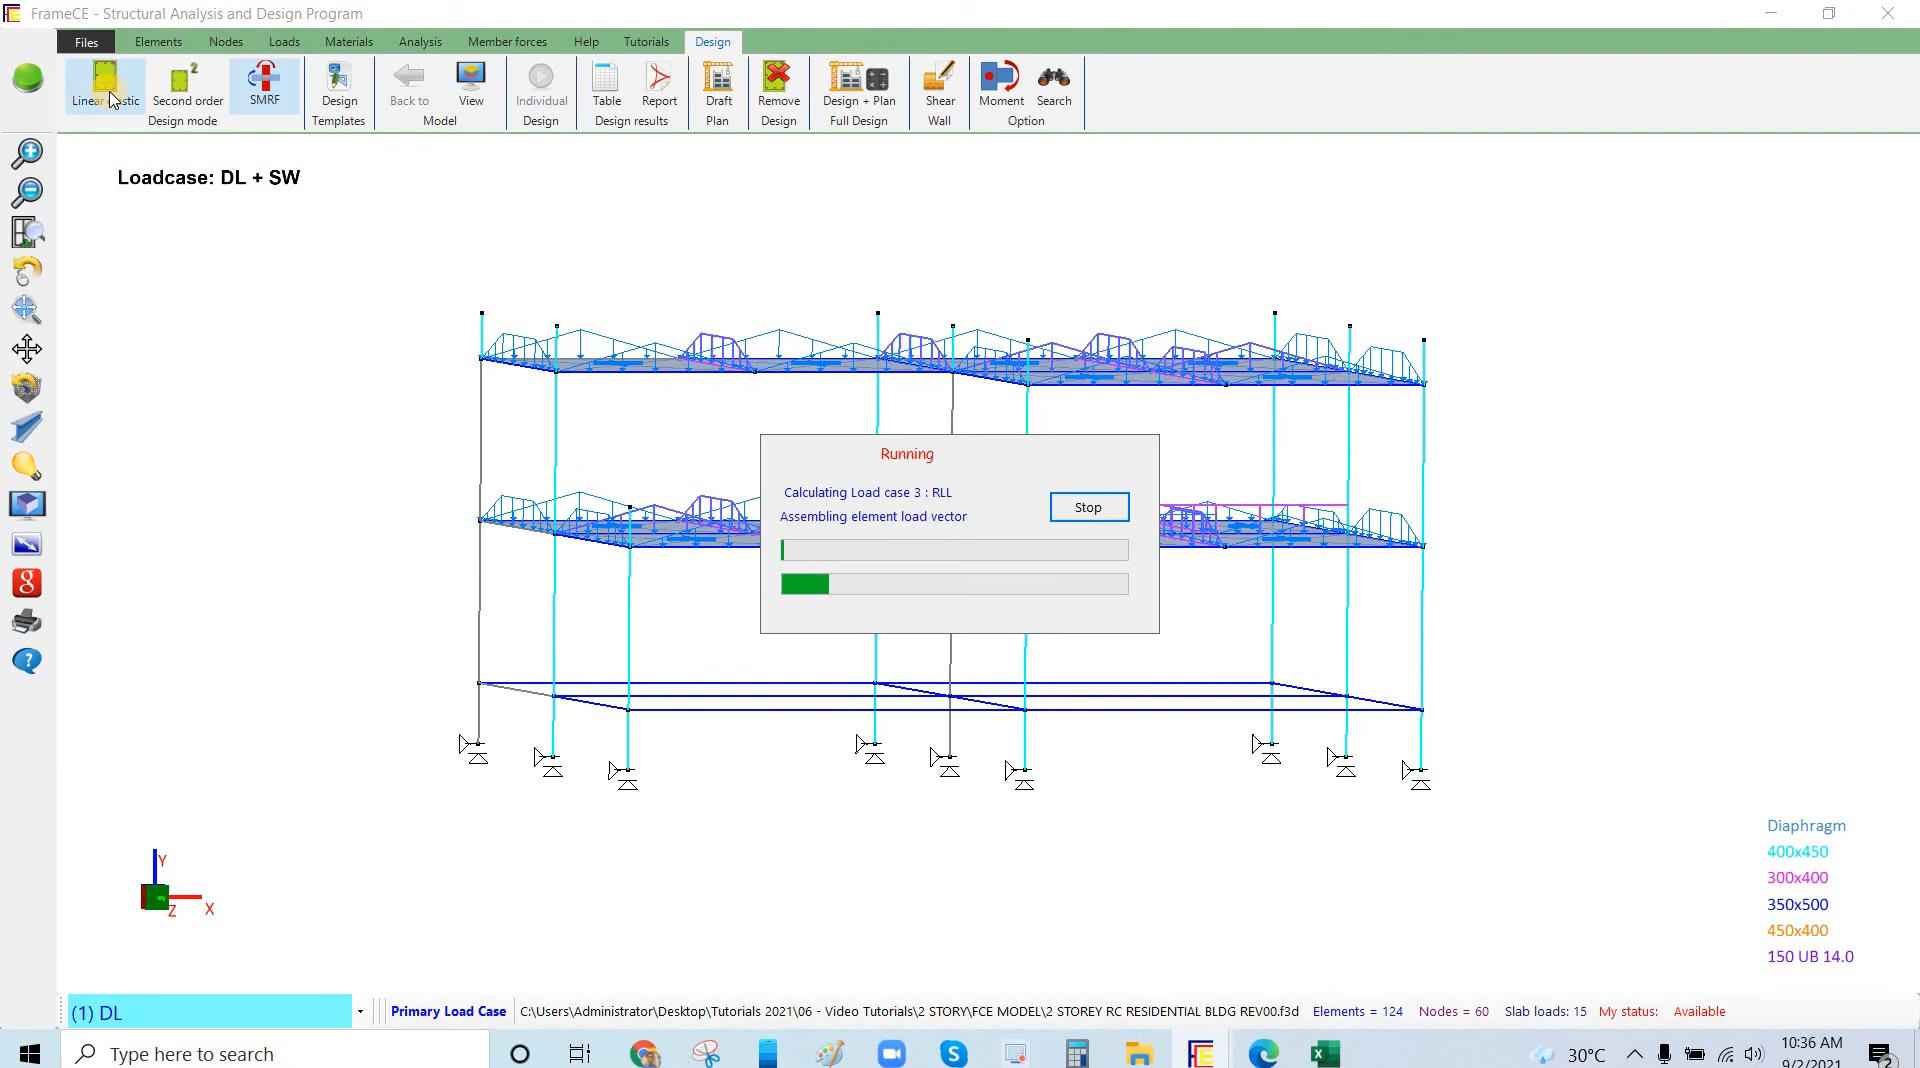 FrameCE - Structural Analysis and Design Program
Files Elements Nodes Loads Materials Analysis Member forces Help Tutorials Design
Second order SMRF Design Back to View Individual Table Report Draft Remove Design + Plan Shear Moment Search
Design mode Templates Model Design Design results Plan Design Full Design Wall Option
Loadcase: DL + SW
Running
Calculating Load case 3 : RLL
Stop
Assembling element load vector
Diaphragm
400x450
300x400
350x500
450x400
150 UB 14.0
Y
Z X
(1) DL Primary Load Case C:\Users\Administrator\Desktop\Tutorials 2021\06 - Video Tutorials\2 STORY\FCE MODEL\2 STOREY RC RESIDENTIAL BLDG REV00.f3d Elements = 124 Nodes = 60 Slab loads: 15 My status: Available
Type here to search 30°C 10:36 AM
9/2/2021 2